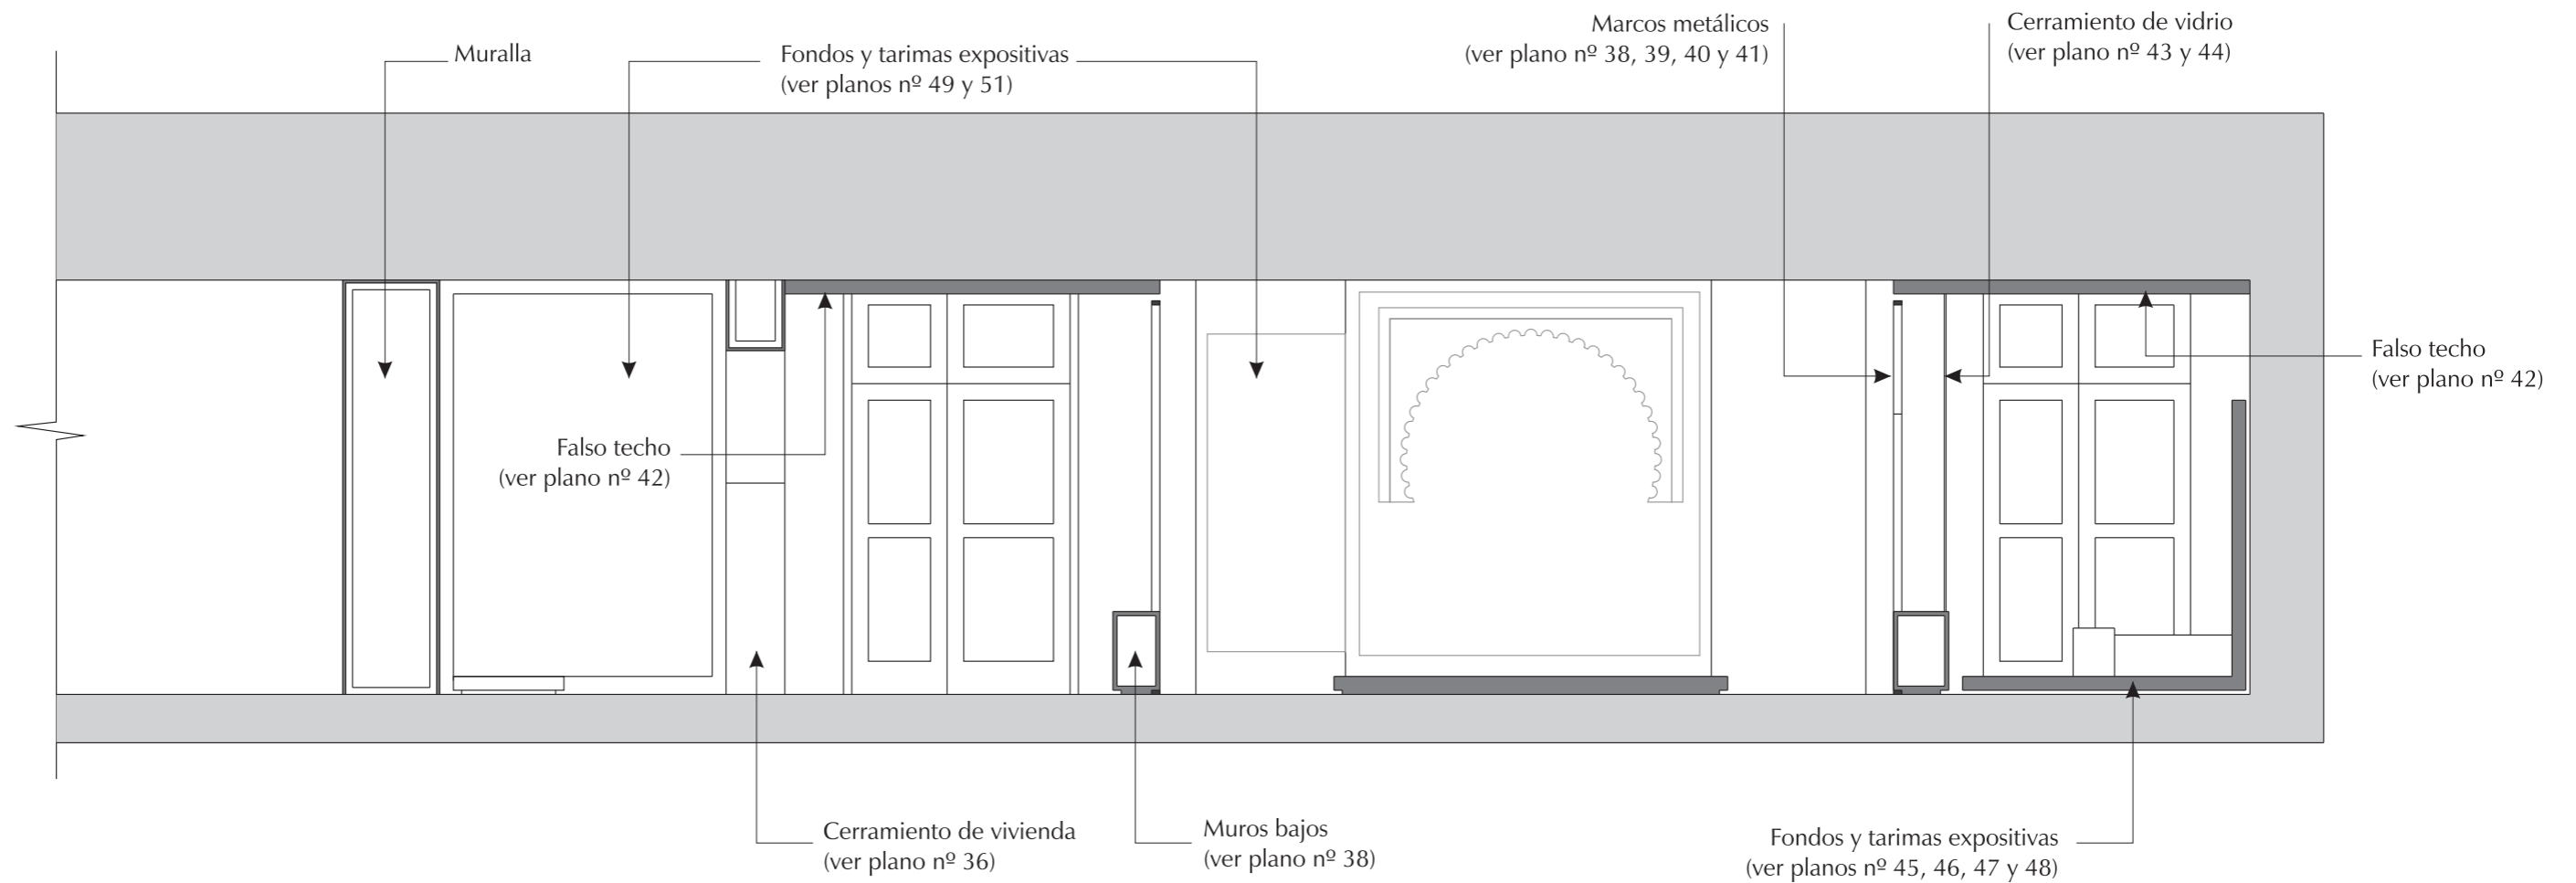 Muralla
Fondos y tarimas expositivas
(ver planos nº 49 y 51)
Marcos metálicos
(ver plano nº 38, 39, 40 y 41)
Cerramiento de vidrio
(ver plano nº 43 y 44)
Falso techo
(ver plano nº 42)
Falso techo
(ver plano nº 42)
Cerramiento de vivienda
(ver plano nº 36)
Muros bajos
(ver plano nº 38)
Fondos y tarimas expositivas
(ver planos nº 45, 46, 47 y 48)